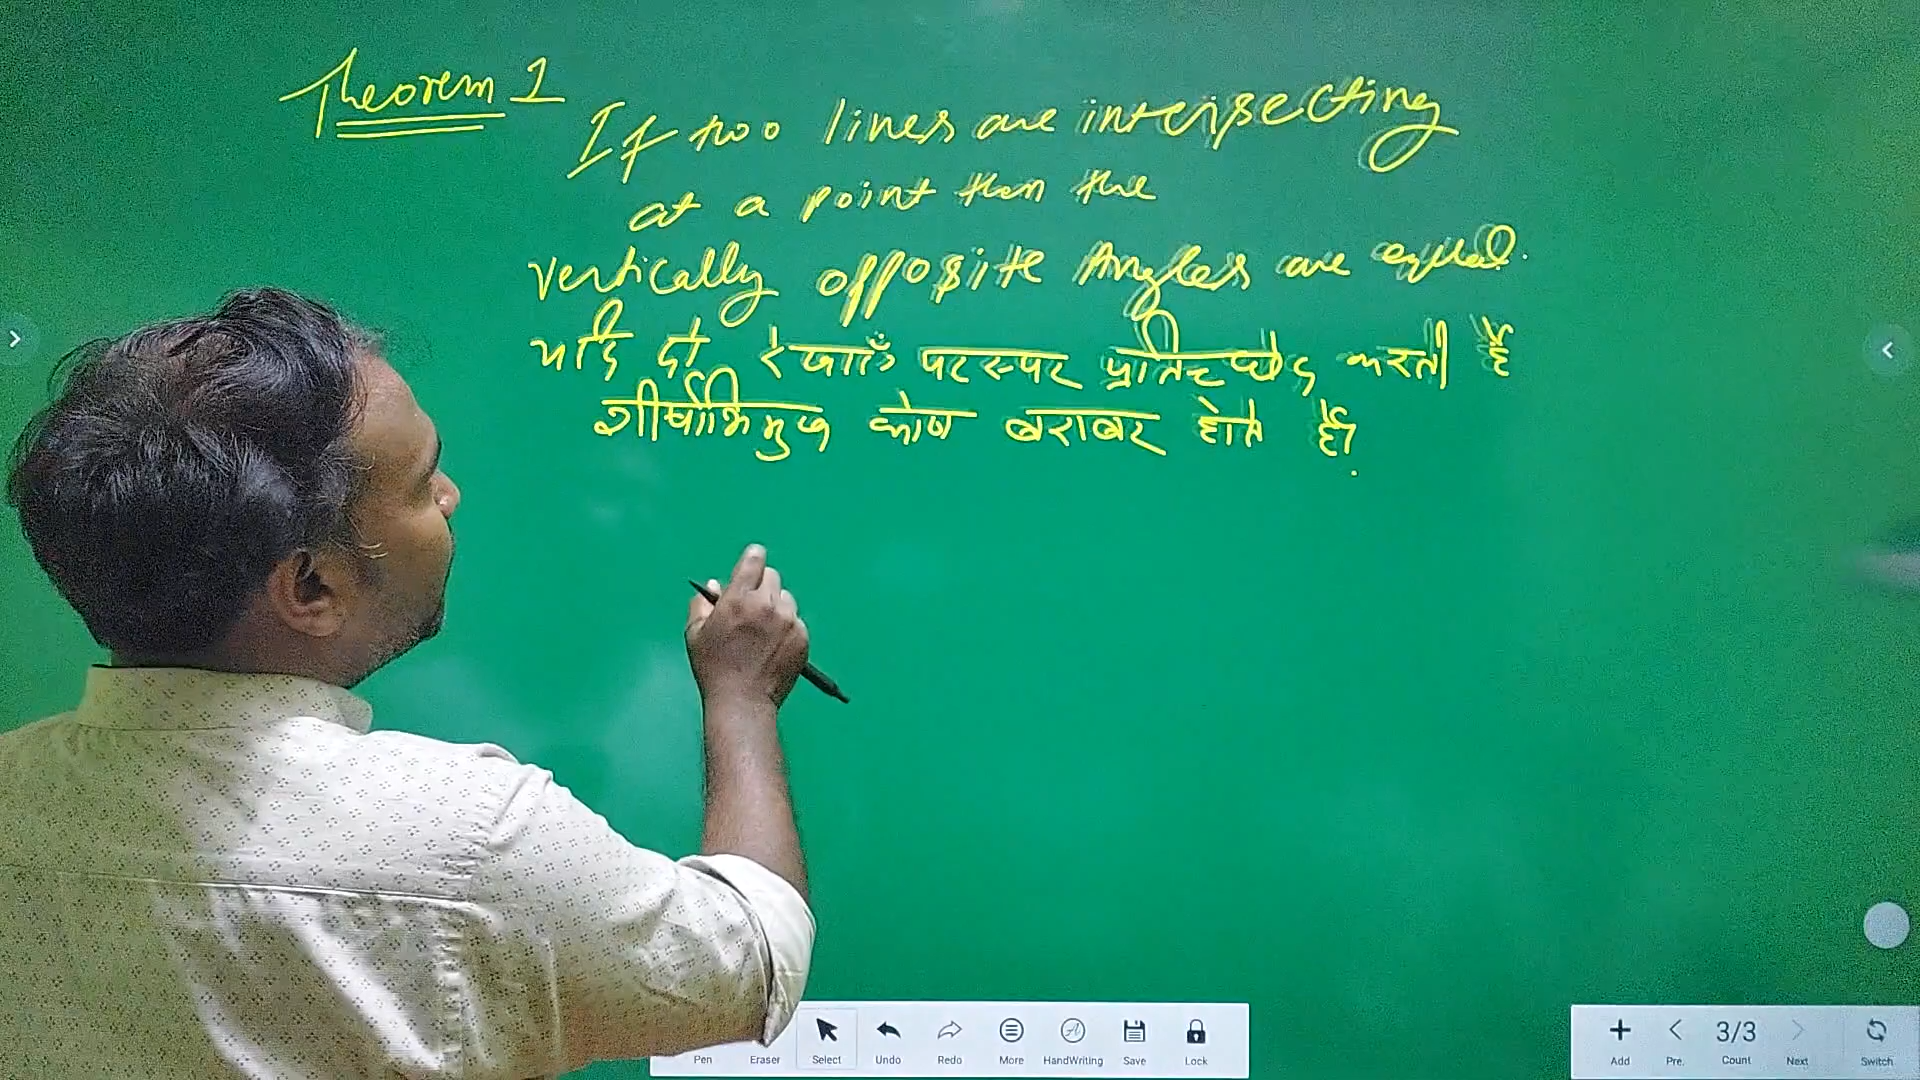 Theorem 1
If two lines are intersecting
at a point then the
vertically opposite Angles are equal.
यदि दो रेखाएँ परस्पर प्रतिच्छेद करती हैं
शीर्षाभिमुख कोण बराबर होते हैं।
Pen Eraser Select Undo Redo More HandWriting Save Lock
3/3
Add Pre. Count Next Switch